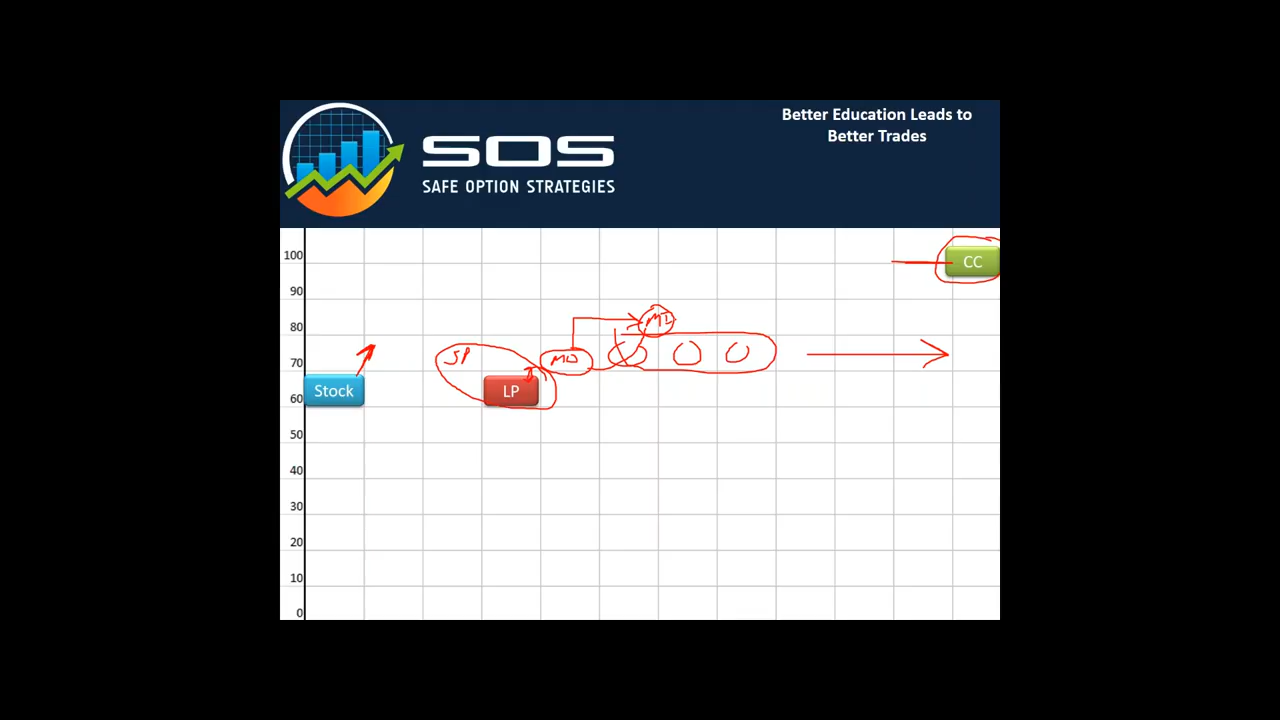 Better Education Leads to
Better Trades
SOS
SAFE OPTION STRATEGIES
100
CC
90
80
MI
70
SP
MO
Stock
LP
60
50
40
30
20
10
0